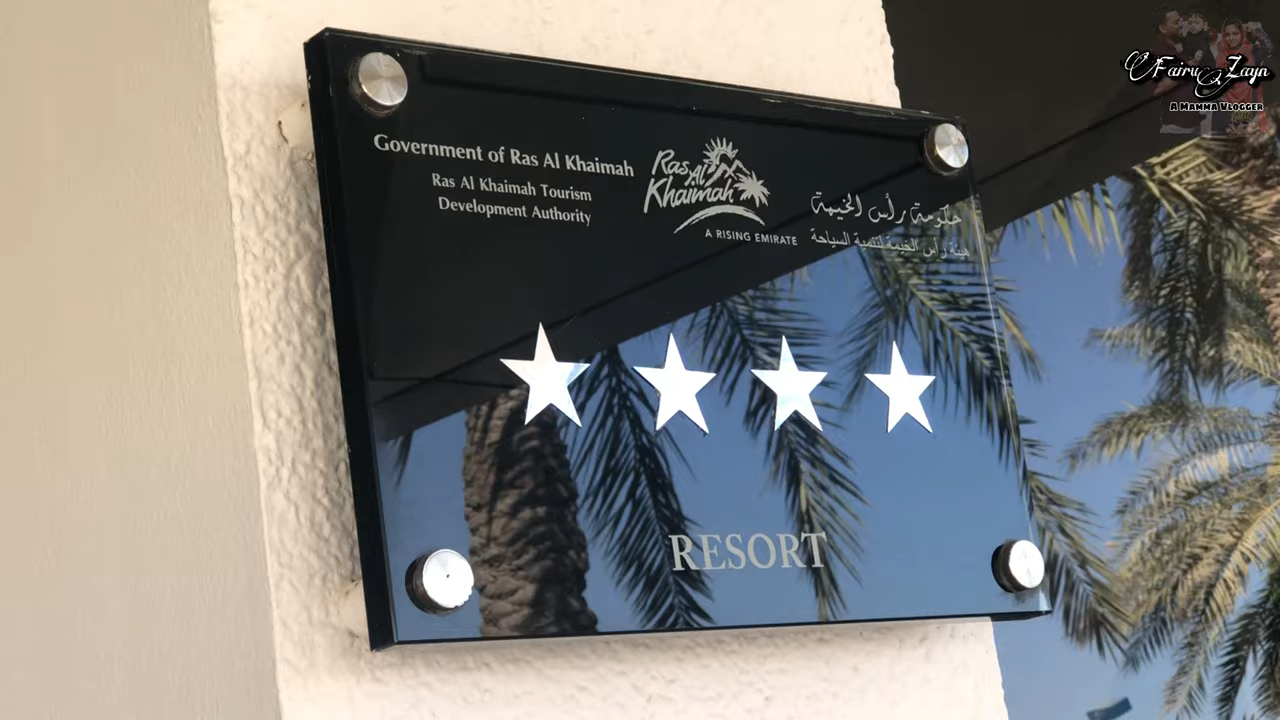 Government of Ras Al Khaimah
Ras Al Khaimah Tourism
Development Authority
Ras Al
Khaimah
A RISING EMIRATE
حكومة رأس الخيمة
هيئة رأس الخيمة لتنمية السياحة
RESORT
Fairy Zayn
A Mamma Vlogger